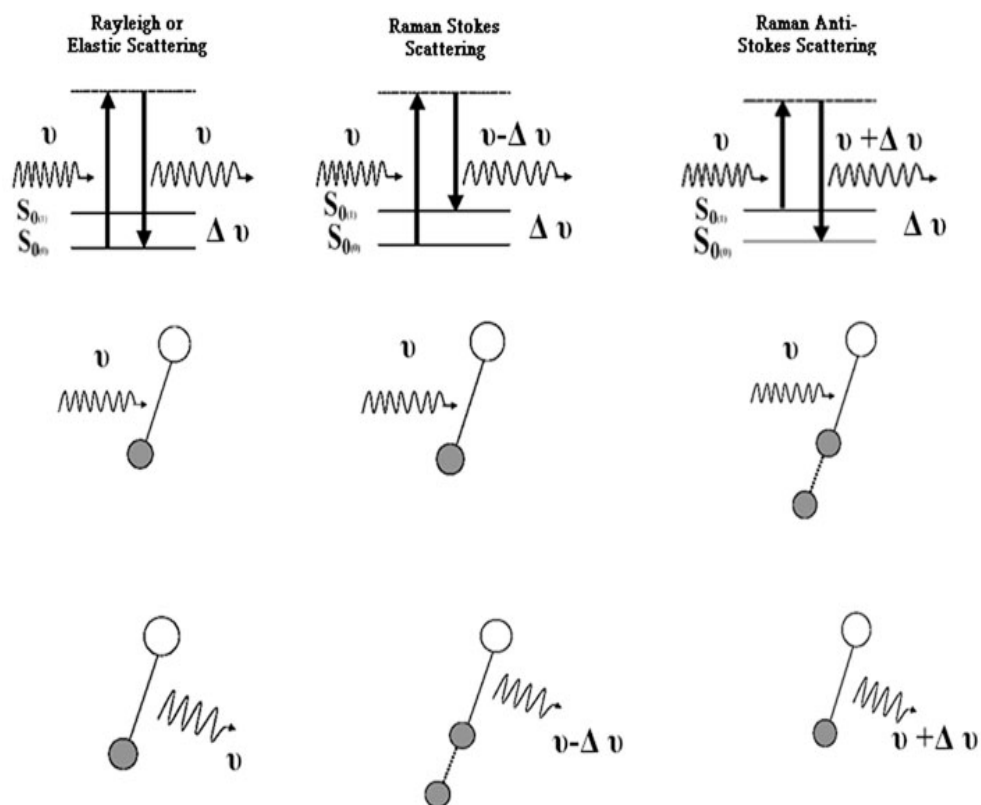 Rayleigh or
Elastic Scattering
Raman Stokes
Scattering
Raman Anti-
Stokes Scattering
υ
υ
S0(1)
S0(0)
Δ υ
υ
υ-Δ υ
S0(1)
S0(0)
Δ υ
υ
υ +Δ υ
S0(1)
S0(0)
Δ υ
υ
υ
υ
υ
υ-Δ υ
υ +Δ υ